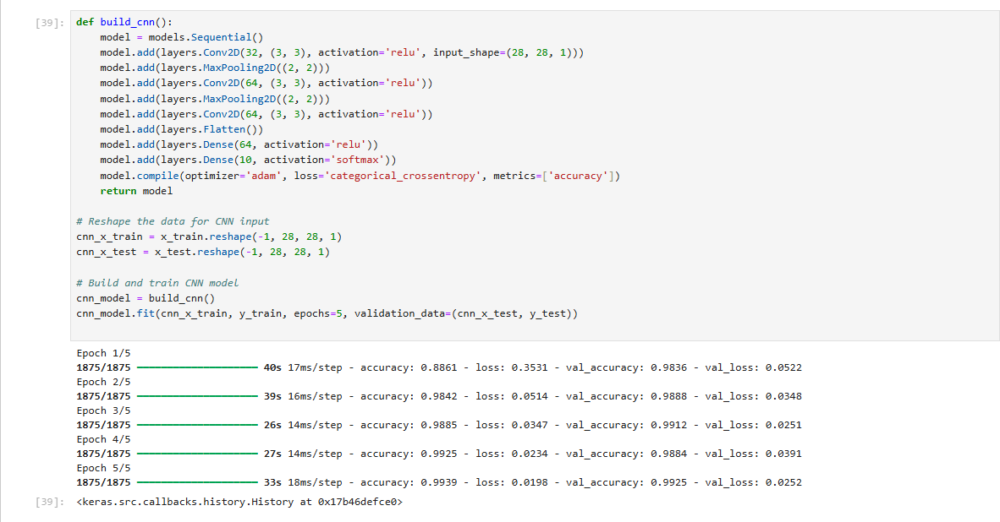 [39]: def build_cnn():
    model = models.Sequential()
    model.add(layers.Conv2D(32, (3, 3), activation='relu', input_shape=(28, 28, 1)))
    model.add(layers.MaxPooling2D((2, 2)))
    model.add(layers.Conv2D(64, (3, 3), activation='relu'))
    model.add(layers.MaxPooling2D((2, 2)))
    model.add(layers.Conv2D(64, (3, 3), activation='relu'))
    model.add(layers.Flatten())
    model.add(layers.Dense(64, activation='relu'))
    model.add(layers.Dense(10, activation='softmax'))
    model.compile(optimizer='adam', loss='categorical_crossentropy', metrics=['accuracy'])
    return model

# Reshape the data for CNN input
cnn_x_train = x_train.reshape(-1, 28, 28, 1)
cnn_x_test = x_test.reshape(-1, 28, 28, 1)

# Build and train CNN model
cnn_model = build_cnn()
cnn_model.fit(cnn_x_train, y_train, epochs=5, validation_data=(cnn_x_test, y_test))

Epoch 1/5
1875/1875 ━━━━━━━━━━━━━━━━━━━━ 40s 17ms/step - accuracy: 0.8861 - loss: 0.3531 - val_accuracy: 0.9836 - val_loss: 0.0522
Epoch 2/5
1875/1875 ━━━━━━━━━━━━━━━━━━━━ 39s 16ms/step - accuracy: 0.9842 - loss: 0.0514 - val_accuracy: 0.9888 - val_loss: 0.0348
Epoch 3/5
1875/1875 ━━━━━━━━━━━━━━━━━━━━ 26s 14ms/step - accuracy: 0.9885 - loss: 0.0347 - val_accuracy: 0.9912 - val_loss: 0.0251
Epoch 4/5
1875/1875 ━━━━━━━━━━━━━━━━━━━━ 27s 14ms/step - accuracy: 0.9925 - loss: 0.0234 - val_accuracy: 0.9884 - val_loss: 0.0391
Epoch 5/5
1875/1875 ━━━━━━━━━━━━━━━━━━━━ 33s 18ms/step - accuracy: 0.9939 - loss: 0.0198 - val_accuracy: 0.9925 - val_loss: 0.0252
[39]: <keras.src.callbacks.history.History at 0x17b46defce0>